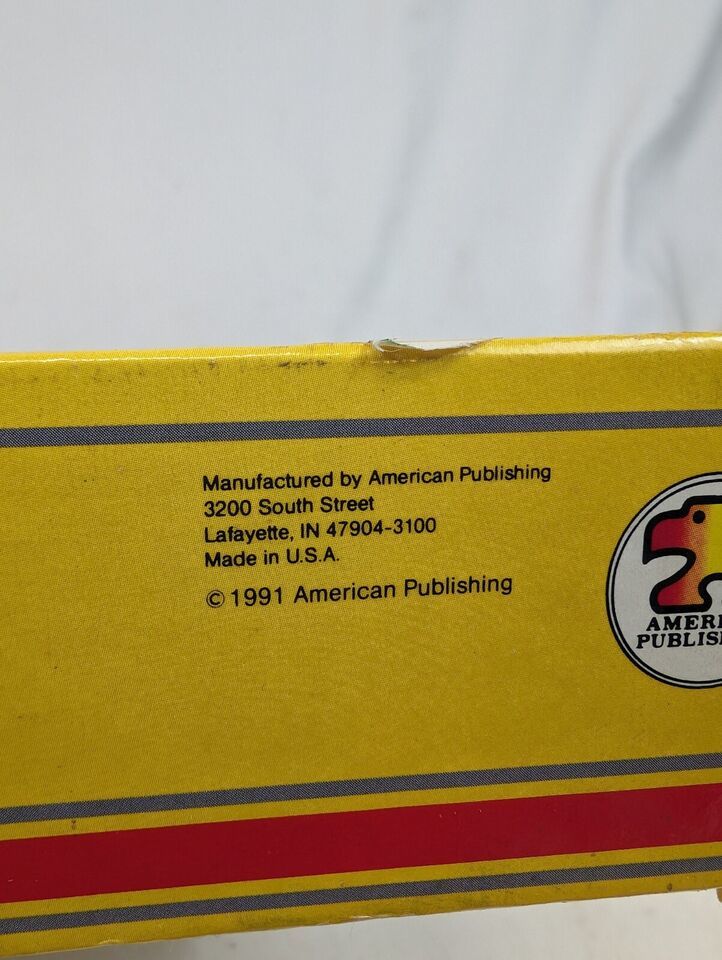 Manufactured by American Publishing
3200 South Street
Lafayette, IN 47904-3100
Made in U.S.A.
© 1991 American Publishing